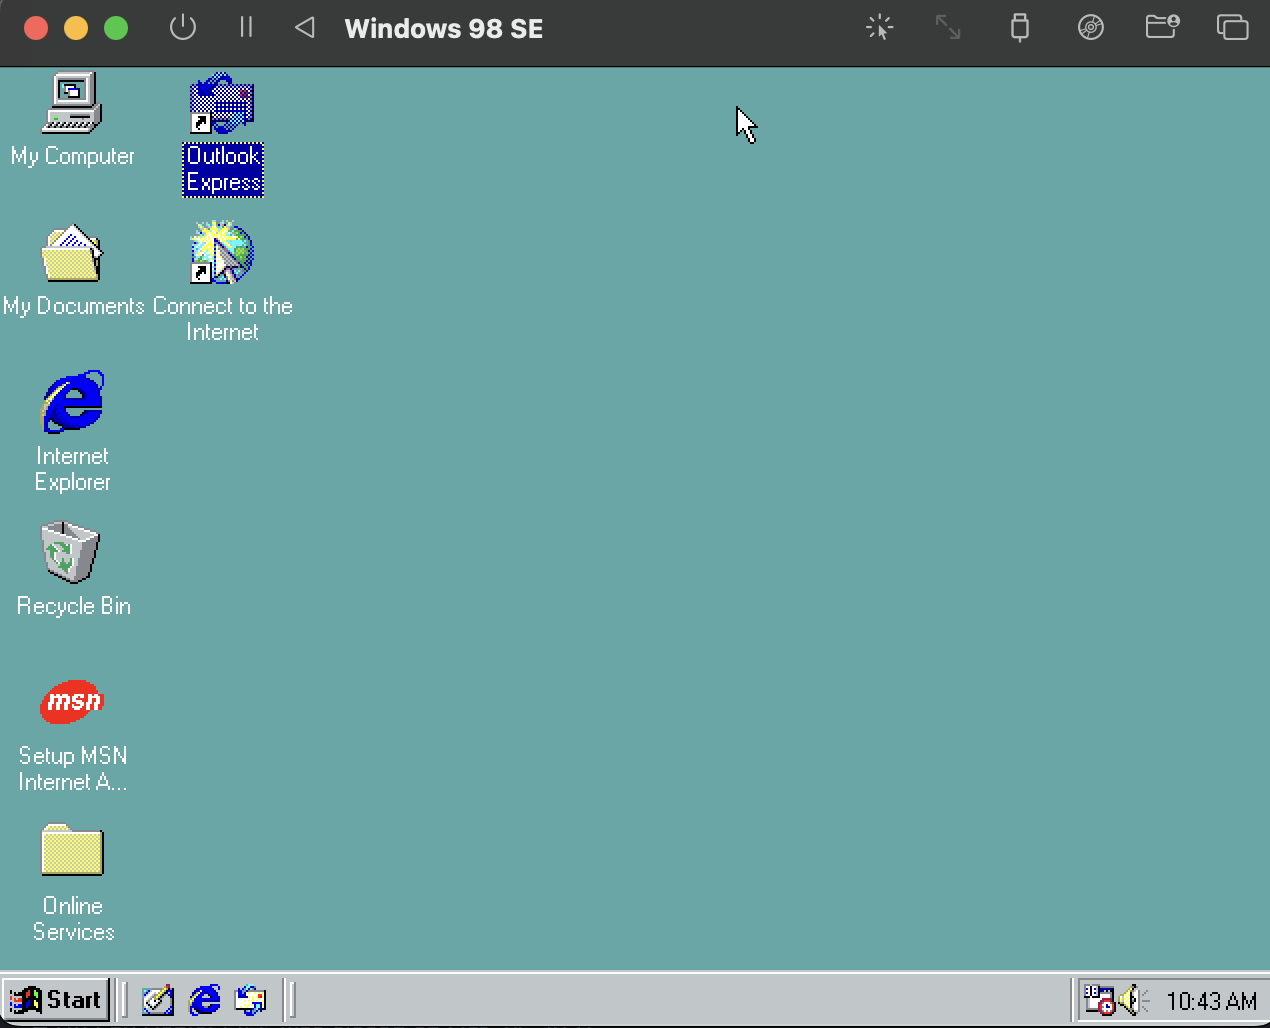 Windows 98 SE
My Computer
Outlook
Express
My Documents
Connect to the
Internet
Internet
Explorer
Recycle Bin
msn
Setup MSN
Internet A...
Online
Services
Start
10:43 AM